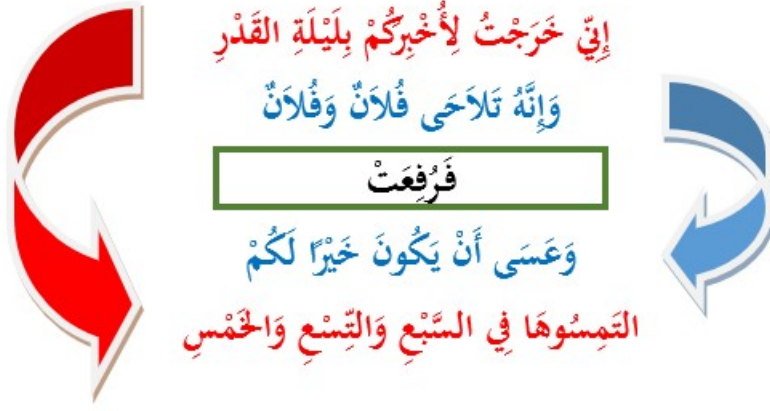 إِنِّي خَرَجْتُ لِأُخْبِرَكُمْ بِلَيْلَةِ القَدْرِ
وَإِنَّهُ تَلاَحَى فُلاَنٌ وَفُلاَنٌ
فَرُفِعَتْ
وَعَسَى أَنْ يَكُونَ خَيْرًا لَكُمْ
التَمِسُوهَا فِي السَّبْعِ وَالتِّسْعِ وَالخَمْسِ